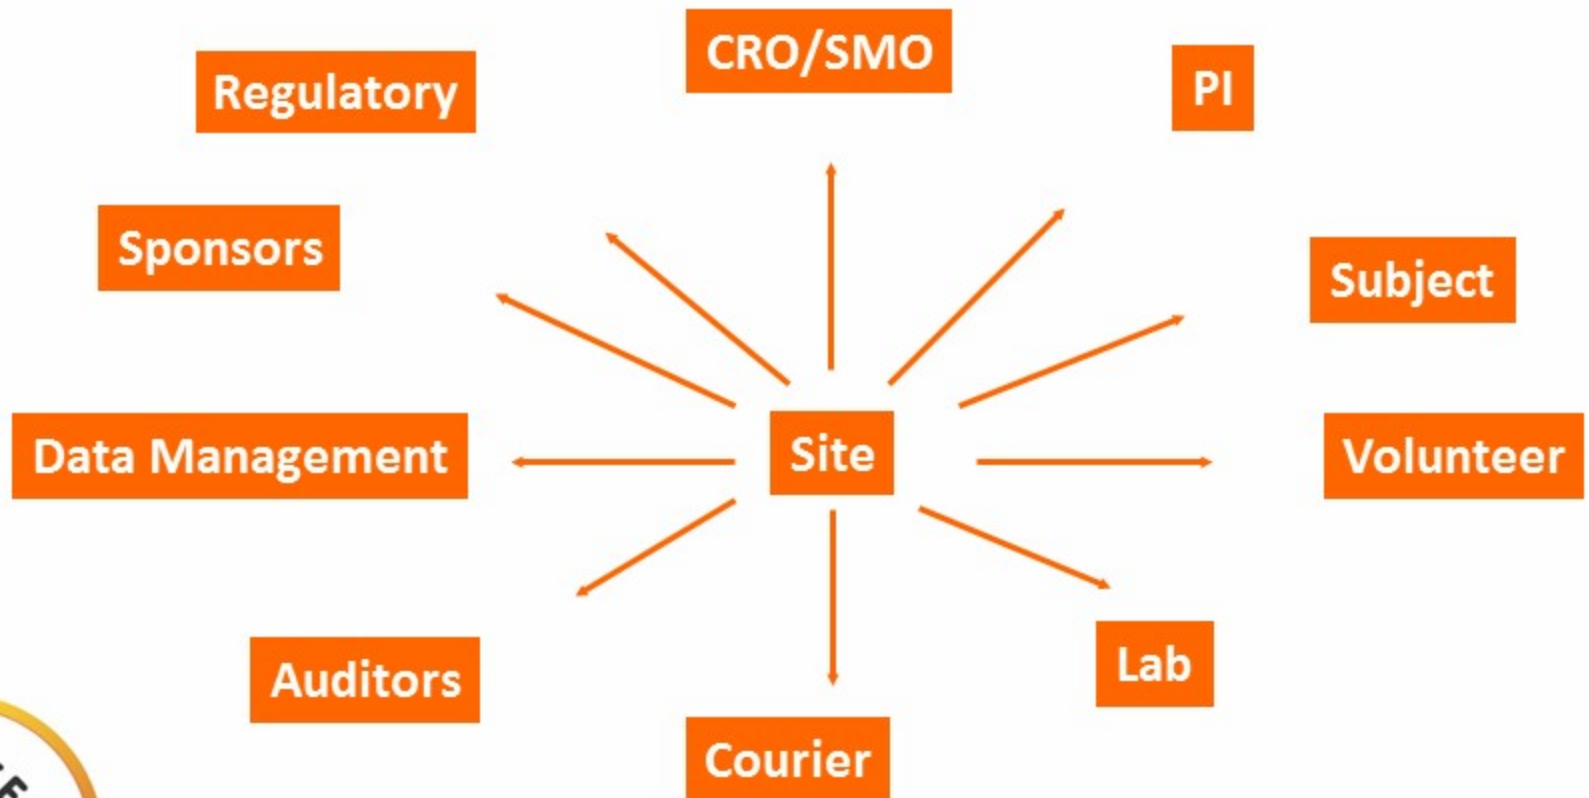 CRO/SMO
Regulatory
PI
Sponsors
Subject
Data Management
Site
Volunteer
Auditors
Lab
Courier